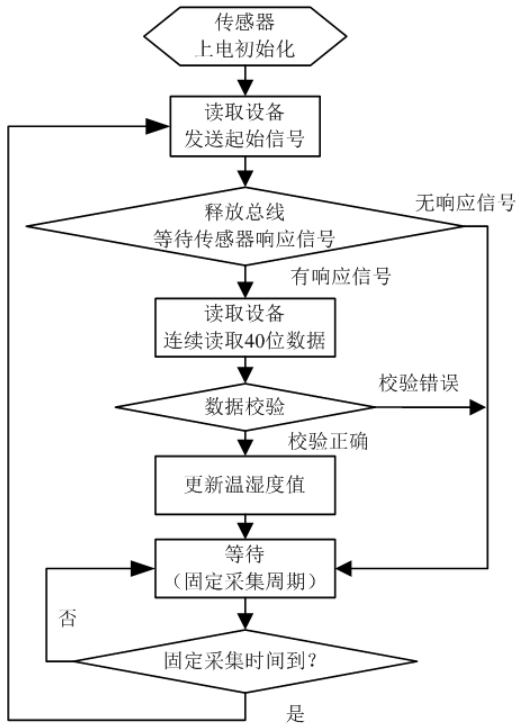 传感器
上电初始化
读取设备
发送起始信号
无响应信号
释放总线
等待传感器响应信号
有响应信号
读取设备
连续读取40位数据
校验错误
数据校验
校验正确
更新温湿度值
等待
（固定采集周期）
否
固定采集时间到？
是